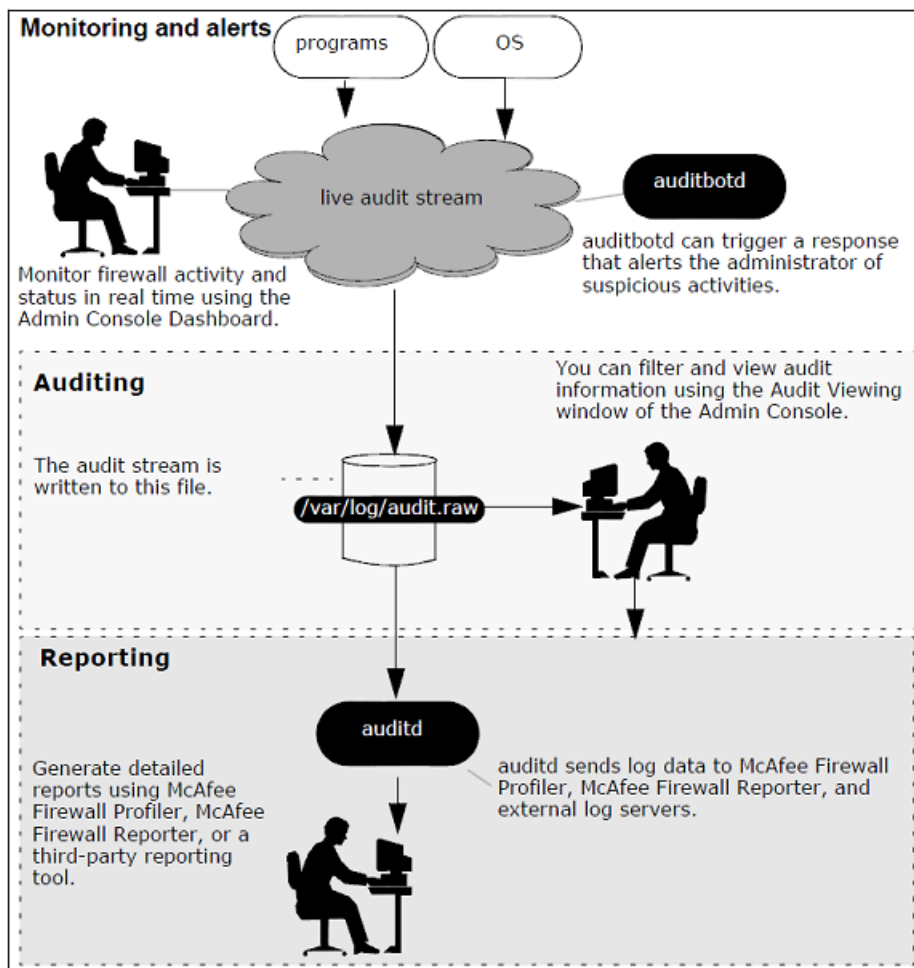 Monitoring and alerts
programs
OS
live audit stream
auditbotd
auditbotd can trigger a response
that alerts the administrator of
suspicious activities.
Monitor firewall activity and
status in real time using the
Admin Console Dashboard.
Auditing
You can filter and view audit
information using the Audit Viewing
window of the Admin Console.
The audit stream is
written to this file.
/var/log/audit.raw
Reporting
auditd
Generate detailed
reports using McAfee
Firewall Profiler, McAfee
Firewall Reporter, or a
third-party reporting
tool.
auditd sends log data to McAfee Firewall
Profiler, McAfee Firewall Reporter, and
external log servers.